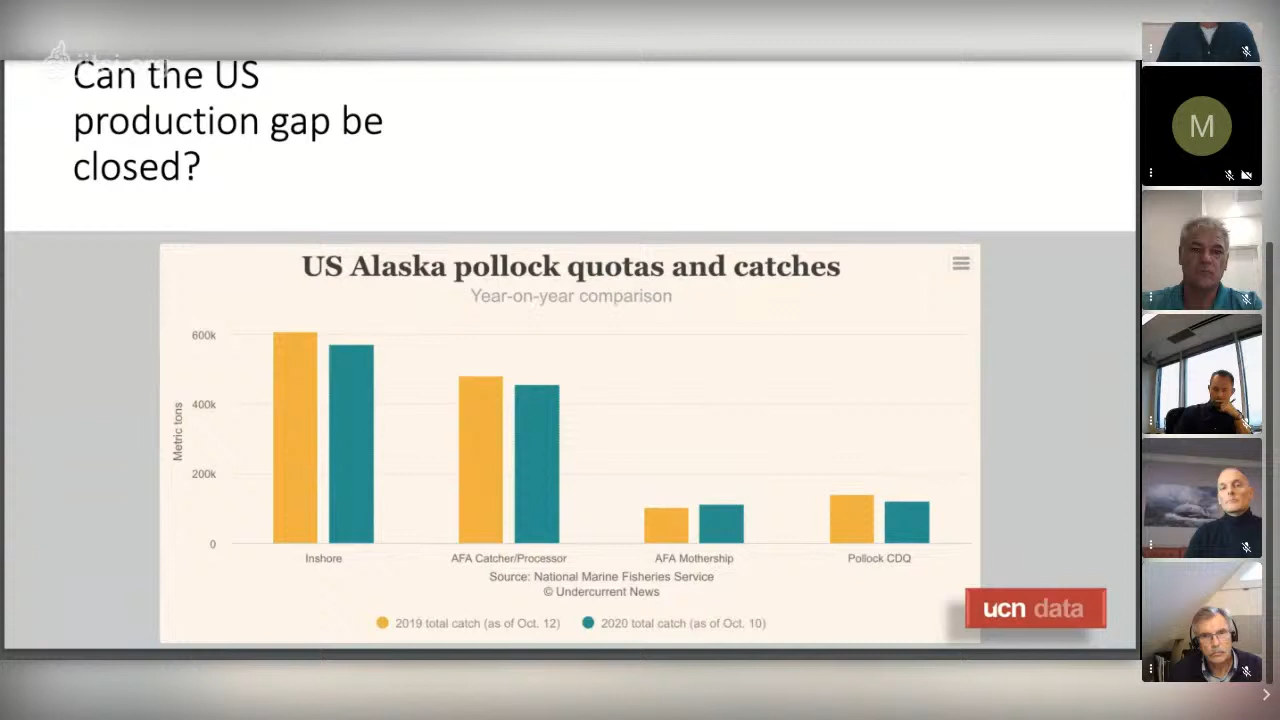 Can the US
production gap be
closed?
US Alaska pollock quotas and catches
Year-on-year comparison
Metric tons
600k
400k
200k
0
Inshore
AFA Catcher/Processor
AFA Mothership
Pollock CDQ
Source: National Marine Fisheries Service
© Undercurrent News
2019 total catch (as of Oct. 12)
2020 total catch (as of Oct. 10)
ucn data
M